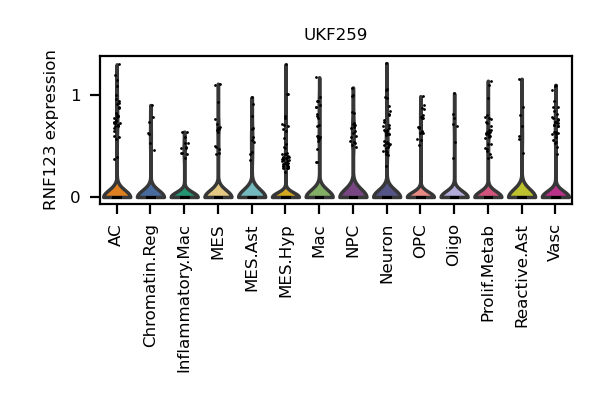 UKF259
RNF123 expression
1
0
AC
Chromatin.Reg
Inflammatory.Mac
MES
MES.Ast
MES.Hyp
Mac
NPC
Neuron
OPC
Oligo
Prolif.Metab
Reactive.Ast
Vasc